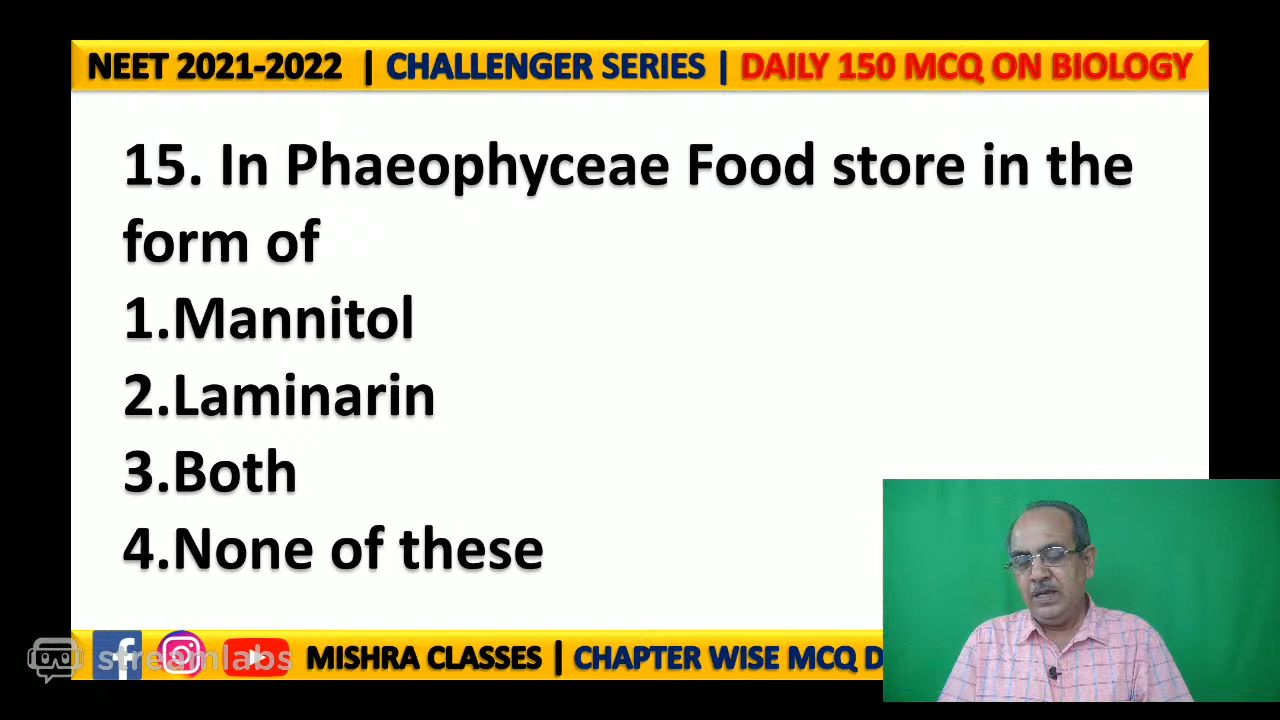 NEET 2021-2022 | CHALLENGER SERIES | DAILY 150 MCQ ON BIOLOGY
15. In Phaeophyceae Food store in the
form of
1.Mannitol
2.Laminarin
3.Both
4.None of these
streamlabs MISHRA CLASSES | CHAPTER WISE MCQ D